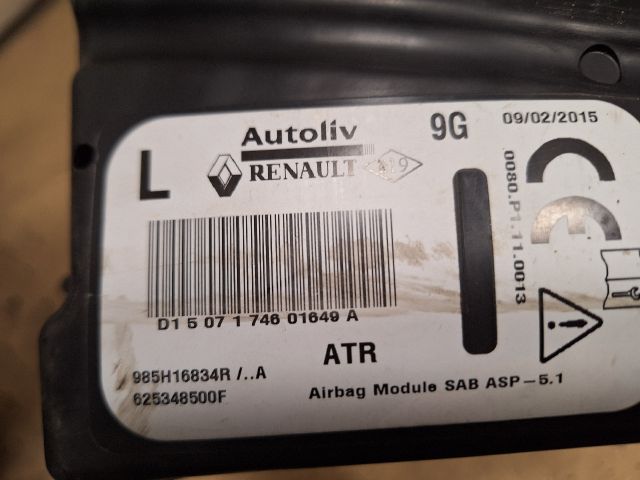 Autoliv
9G
09/02/2015
L
RENAULT
0080.P1.11.0013
CE
D1 5 07 1 746 01649 A
ATR
985H16834R /..A
625348500F
Airbag Module SAB ASP-5.1